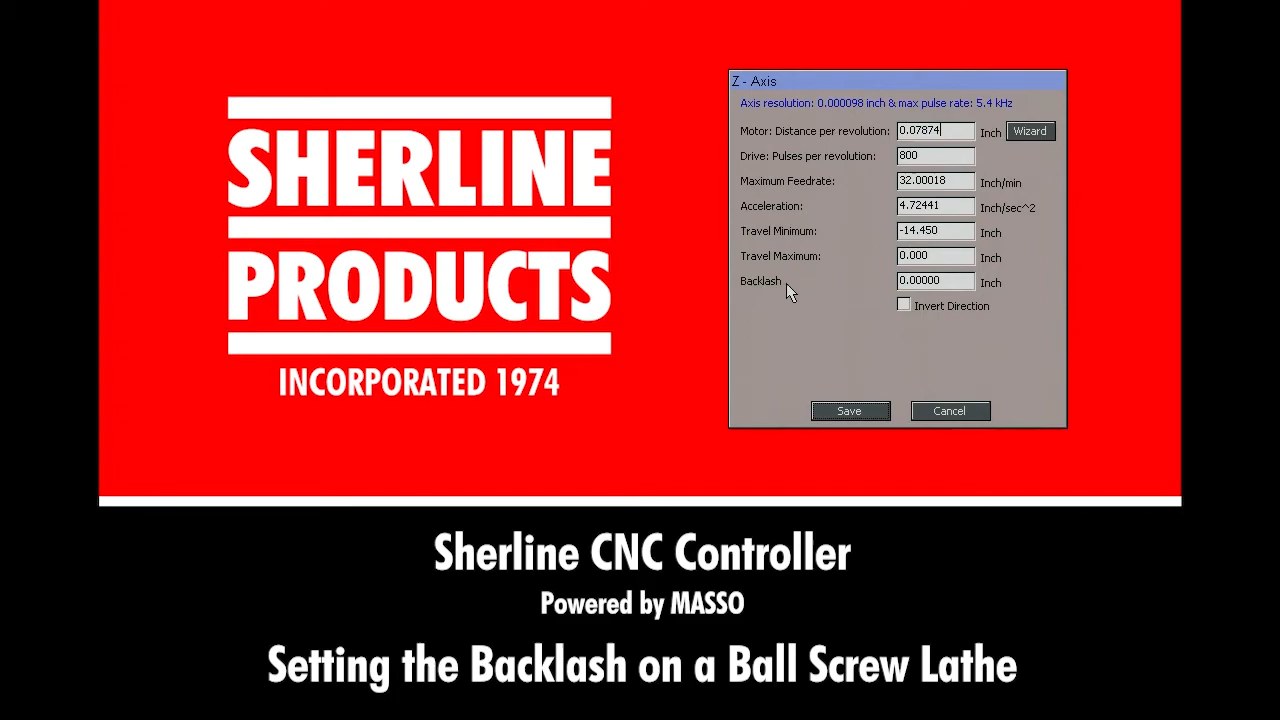 SHERLINE
PRODUCTS
INCORPORATED 1974
Z - Axis
Axis resolution: 0.000098 inch & max pulse rate: 5.4 kHz
Motor: Distance per revolution: 0.07874 Inch Wizard
Drive: Pulses per revolution: 800
Maximum Feedrate: 32.00018 Inch/min
Acceleration: 4.72441 Inch/sec^2
Travel Minimum: -14.450 Inch
Travel Maximum: 0.000 Inch
Backlash 0.00000 Inch
Invert Direction
Save Cancel
Sherline CNC Controller
Powered by MASSO
Setting the Backlash on a Ball Screw Lathe